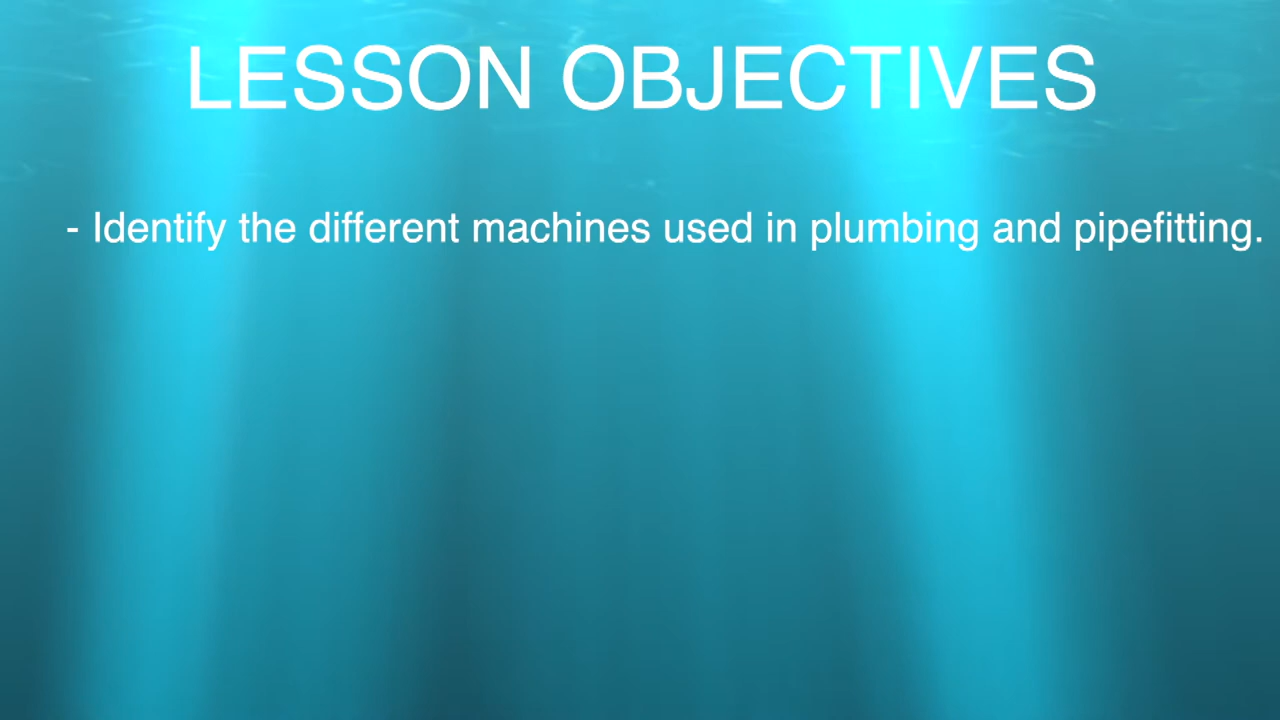 LESSON OBJECTIVES
- Identify the different machines used in plumbing and pipefitting.